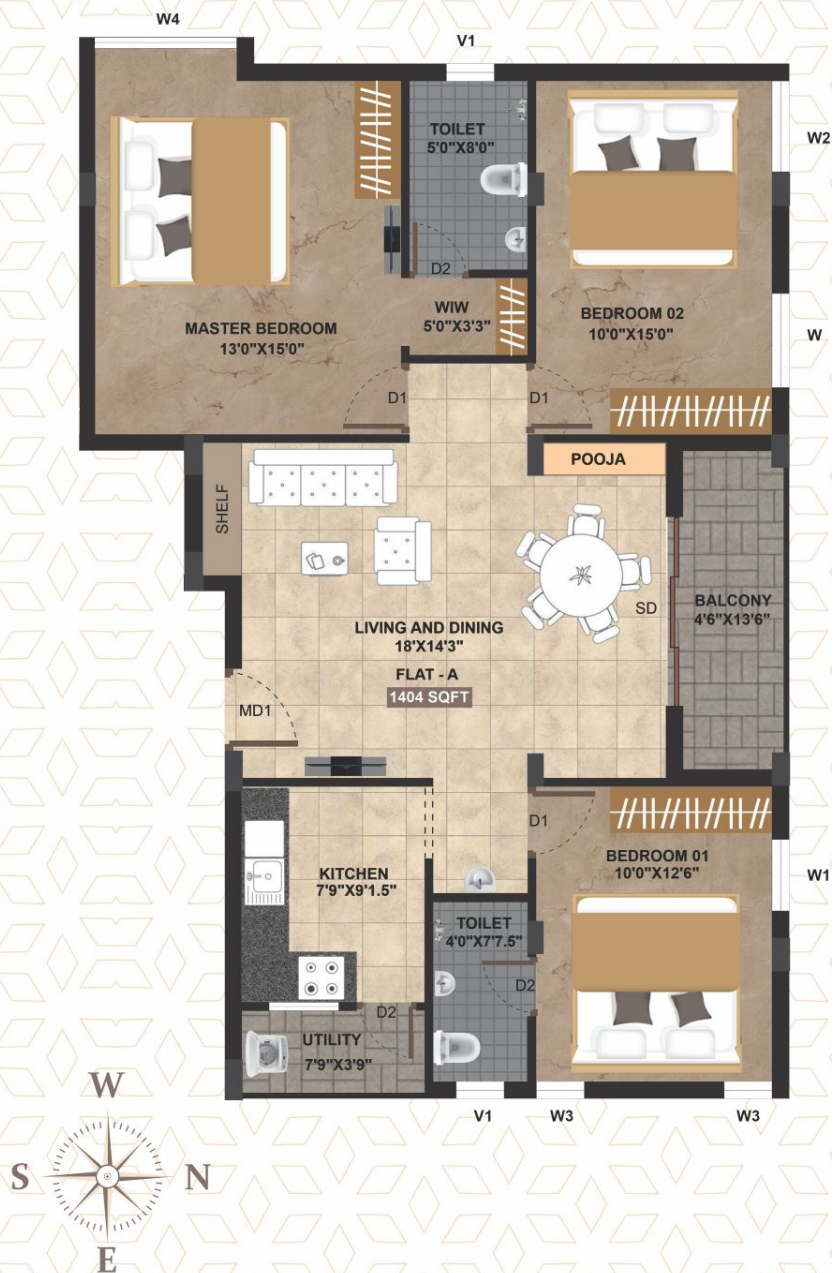 W4
V1
TOILET
5'0"X8'0"
W2
D2
WIW
5'0"X3'3"
BEDROOM 02
10'0"X15'0"
W
MASTER BEDROOM
13'0"X15'0"
D1
D1
POOJA
SHELF
BALCONY
4'6"X13'6"
SD
LIVING AND DINING
18'X14'3"
FLAT - A
1404 SQFT
MD1
D1
BEDROOM 01
10'0"X12'6"
W1
KITCHEN
7'9"X9'1.5"
TOILET
4'0"X7'7.5"
D2
D2
UTILITY
7'9"X3'9"
V1
W3
W3
W
S
N
E